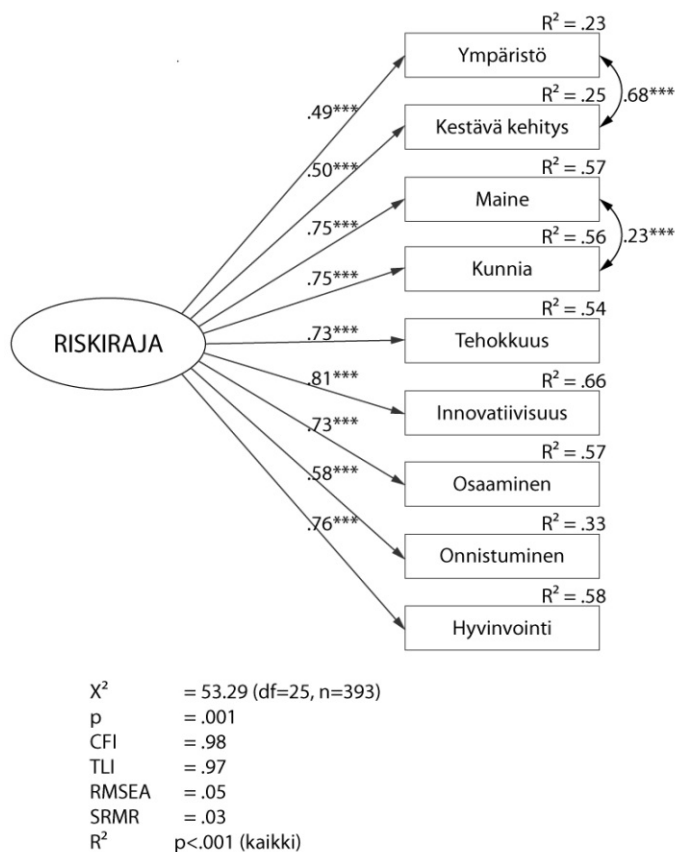 R² = .23
Ympäristö
.49***
.68***
R² = .25
Kestävä kehitys
.50***
R² = .57
Maine
.75***
.23***
R² = .56
Kunnia
.75***
R² = .54
Tehokkuus
.73***
RISKIRAJA
R² = .66
Innovatiivisuus
.81***
R² = .57
Osaaminen
.73***
R² = .33
Onnistuminen
.58***
R² = .58
Hyvinvointi
.76***
X² = 53.29 (df=25, n=393)
p = .001
CFI = .98
TLI = .97
RMSEA = .05
SRMR = .03
R² p<.001 (kaikki)